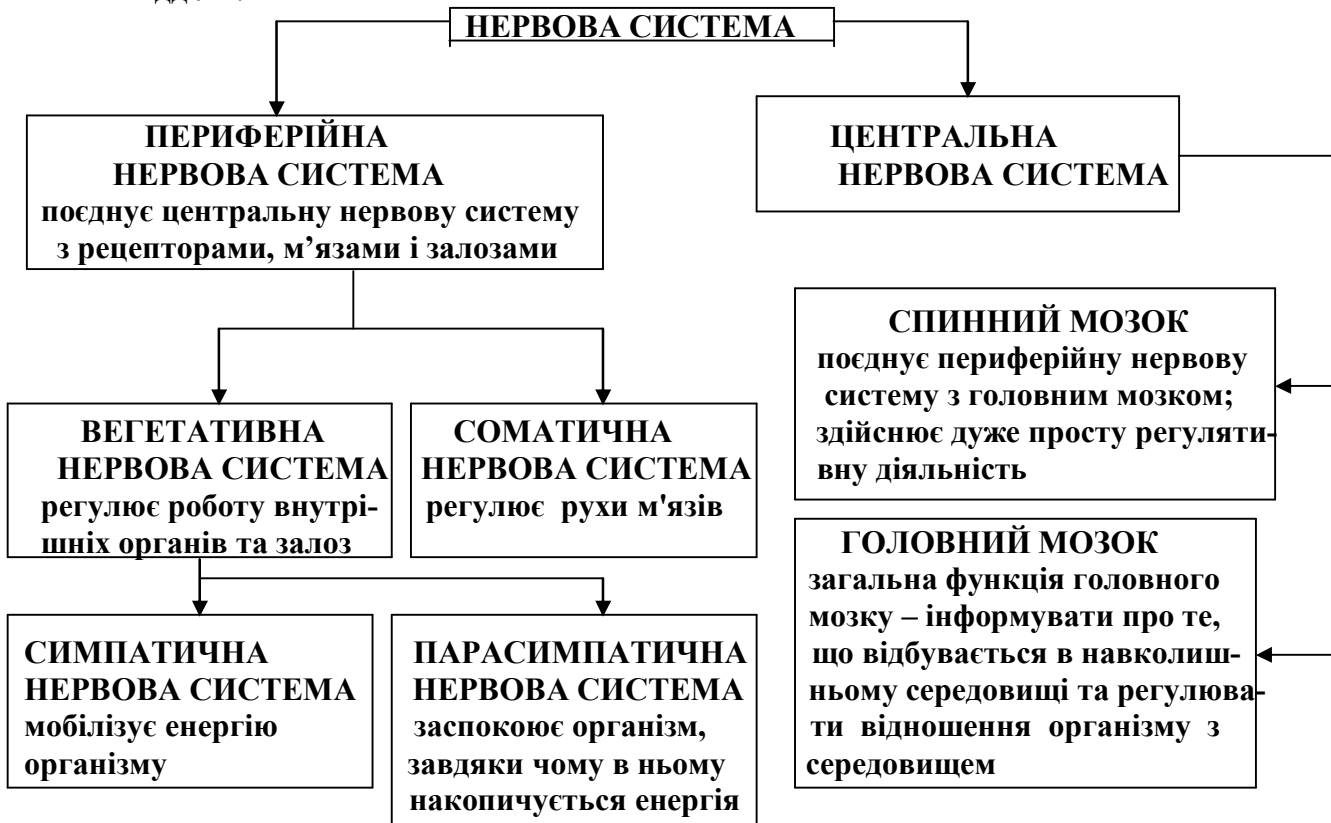 НЕРВОВА СИСТЕМА
ПЕРИФЕРІЙНА
НЕРВОВА СИСТЕМА
поєднує центральну нервову систему
з рецепторами, м’язами і залозами
ЦЕНТРАЛЬНА
НЕРВОВА СИСТЕМА
ВЕГЕТАТИВНА
НЕРВОВА СИСТЕМА
регулює роботу внутрі-
шніх органів та залоз
СОМАТИЧНА
НЕРВОВА СИСТЕМА
регулює рухи м'язів
СИМПАТИЧНА
НЕРВОВА СИСТЕМА
мобілізує енергію
організму
ПАРАСИМПАТИЧНА
НЕРВОВА СИСТЕМА
заспокоює організм,
завдяки чому в ньому
накопичується енергія
СПИННИЙ МОЗОК
поєднує периферійну нервову
систему з головним мозком;
здійснює дуже просту регуляти-
вну діяльність
ГОЛОВНИЙ МОЗОК
загальна функція головного
мозку – інформувати про те,
що відбувається в навколиш-
ньому середовищі та регулюва-
ти відношення організму з
середовищем